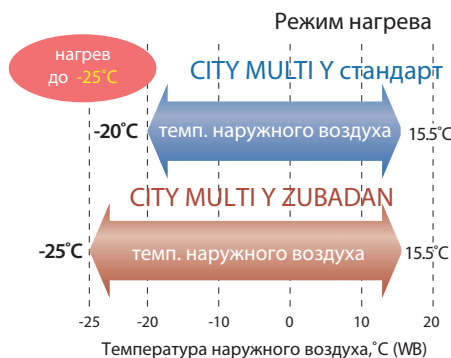 Режим нагрева
нагрев
до -25˚C
CITY MULTI Y стандарт
-20˚C темп. наружного воздуха 15.5˚C
CITY MULTI Y ZUBADAN
-25˚C темп. наружного воздуха 15.5˚C
-25 -20 -10 0 10 20
Температура наружного воздуха,˚C (WB)